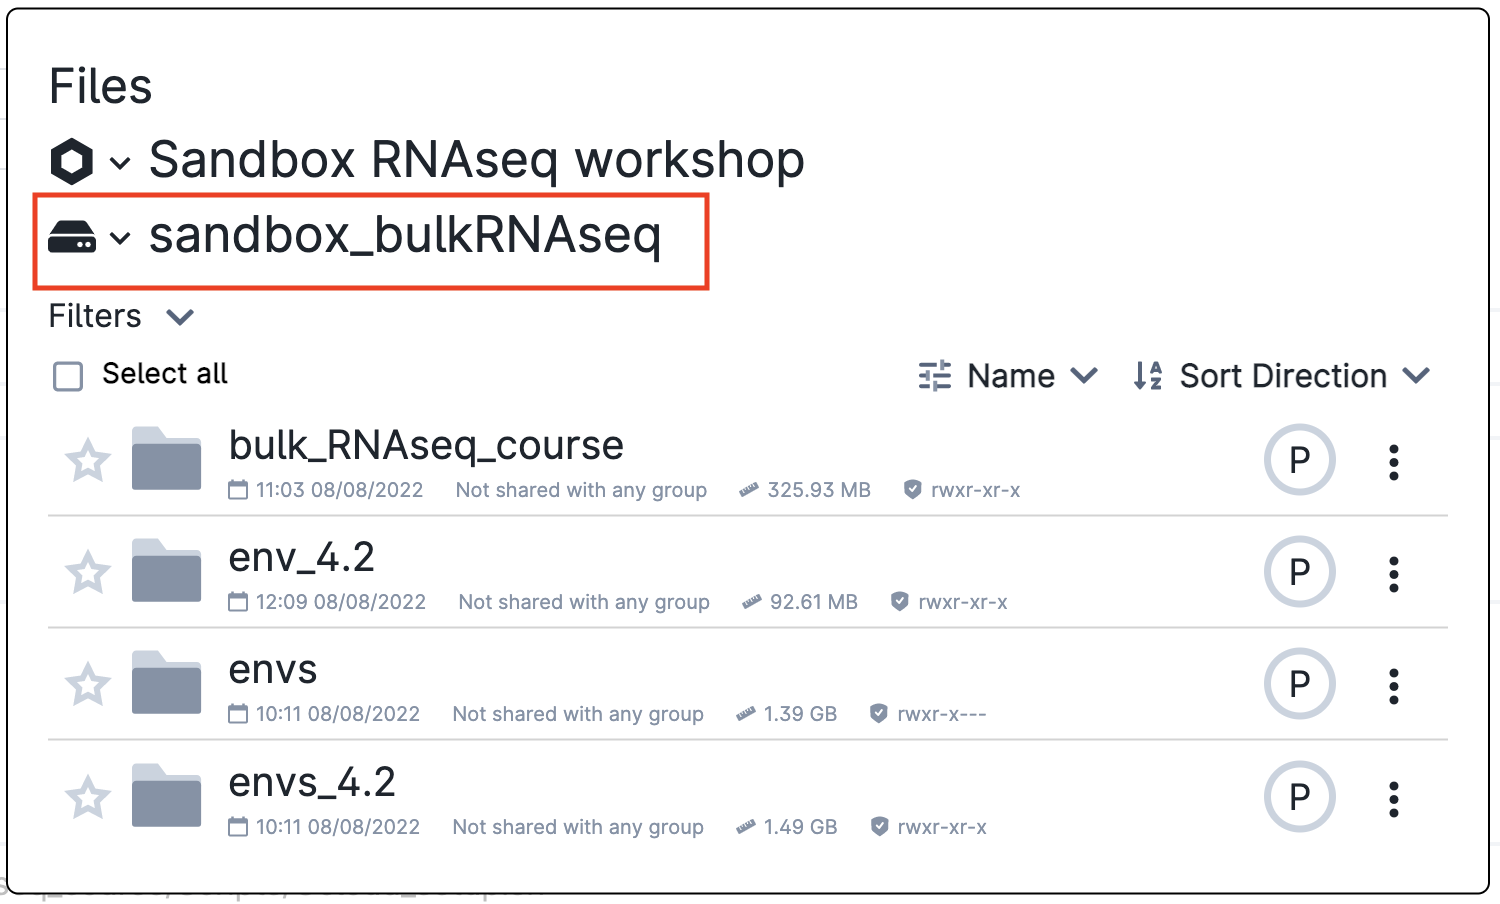 Files
Sandbox RNAseq workshop
sandbox_bulkRNAseq
Filters
Select all
Name
Sort Direction
bulk_RNAseq_course
11:03 08/08/2022 Not shared with any group 325.93 MB rwxr-xr-x
P
env_4.2
12:09 08/08/2022 Not shared with any group 92.61 MB rwxr-xr-x
P
envs
10:11 08/08/2022 Not shared with any group 1.39 GB rwxr-x---
P
envs_4.2
10:11 08/08/2022 Not shared with any group 1.49 GB rwxr-xr-x
P